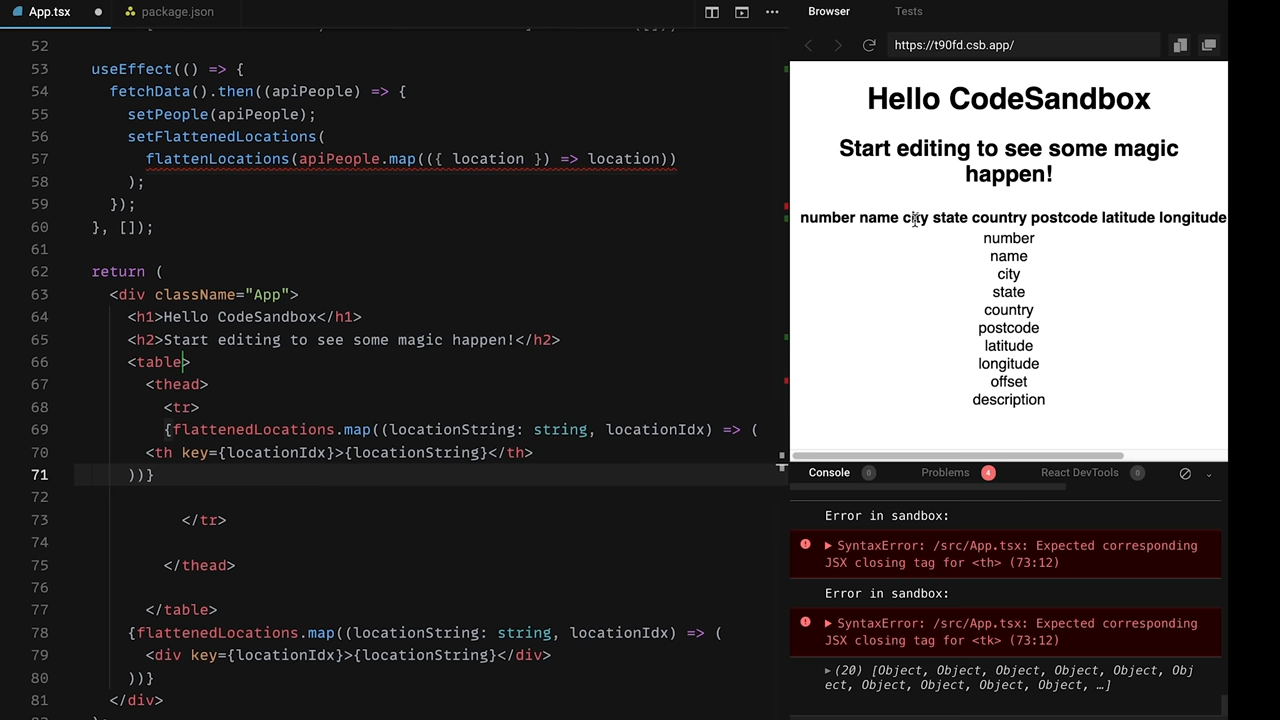 App.tsx
package.json
52
53 useEffect(() => {
54 fetchData().then((apiPeople) => {
55 setPeople(apiPeople);
56 setFlattenedLocations(
57 flattenLocations(apiPeople.map(({ location }) => location))
58 );
59 });
60 }, []);
61
62 return (
63 <div className="App">
64 <h1>Hello CodeSandbox</h1>
65 <h2>Start editing to see some magic happen!</h2>
66 <table>
67 <thead>
68 <tr>
69 {flattenedLocations.map((locationString: string, locationIdx) => (
70 <th key={locationIdx}>{locationString}</th>
71 ))}
72
73 </tr>
74
75 </thead>
76
77 </table>
78 {flattenedLocations.map((locationString: string, locationIdx) => (
79 <div key={locationIdx}>{locationString}</div>
80 ))}
81 </div>
Browser Tests
https://t90fd.csb.app/
Hello CodeSandbox
Start editing to see some magic
happen!
number name city state country postcode latitude longitude
number
name
city
state
country
postcode
latitude
longitude
offset
description
Console 0 Problems 4 React DevTools 0
Error in sandbox:
SyntaxError: /src/App.tsx: Expected corresponding
JSX closing tag for <th> (73:12)
Error in sandbox:
SyntaxError: /src/App.tsx: Expected corresponding
JSX closing tag for <tk> (73:12)
(20) [Object, Object, Object, Object, Object, Obj
ect, Object, Object, Object, Object, …]